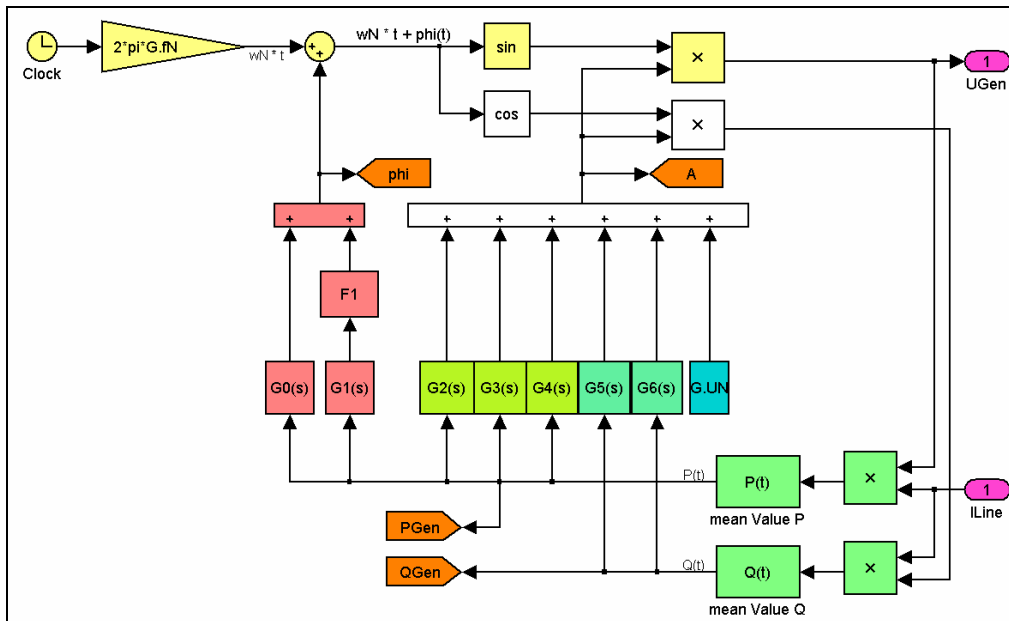 Clock
2*pi*G.fN
wN * t
+
+
wN * t + phi(t)
sin
×
1
UGen
cos
×
phi
A
+ +
+ + + + + +
F1
G0(s) G1(s) G2(s) G3(s) G4(s) G5(s) G6(s) G.UN
P(t) P(t) ×
mean Value P
1
ILine
PGen
QGen
Q(t) Q(t) ×
mean Value Q